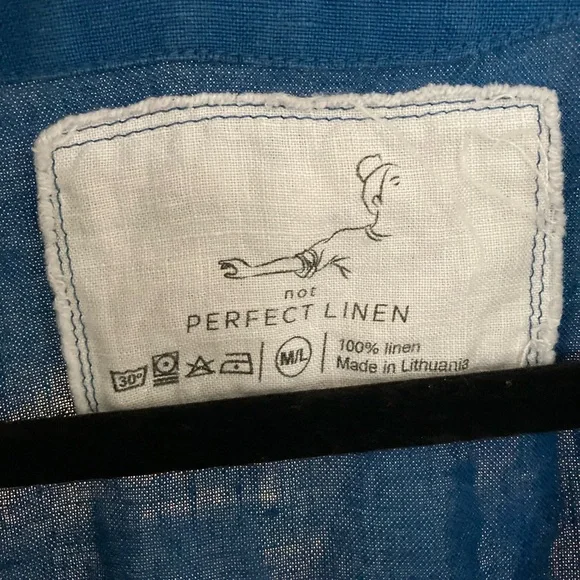 not
PERFECT LINEN
30°
M/L
100% linen
Made in Lithuania